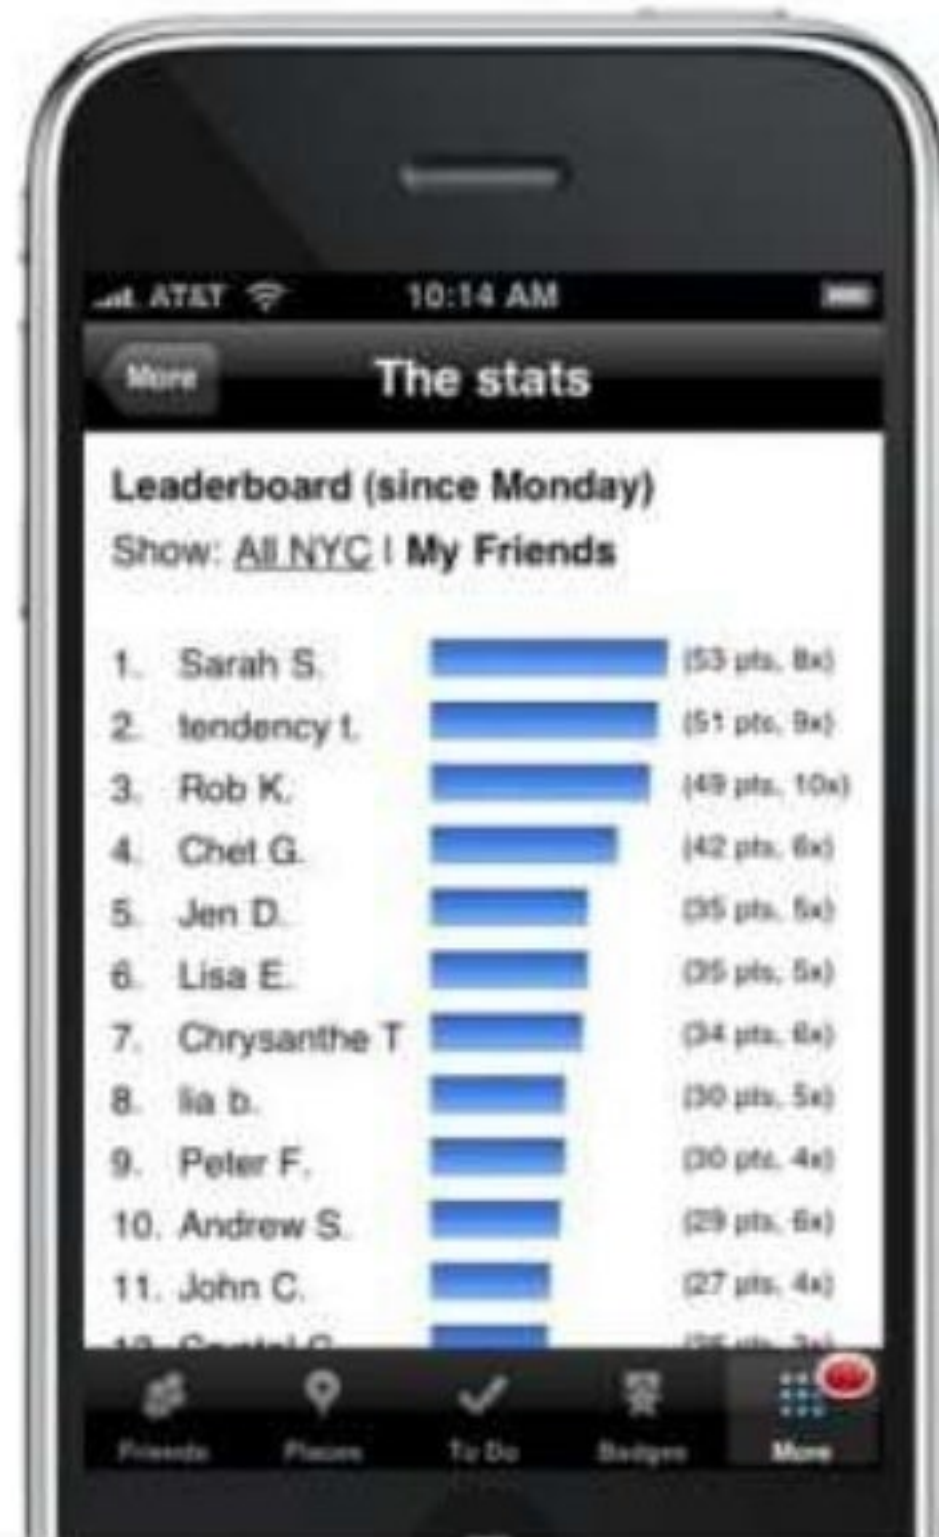 AT&T 10:14 AM
More The stats
Leaderboard (since Monday)
Show: All NYC | My Friends
1. Sarah S. (53 pts, 8x)
2. tendency t. (51 pts, 9x)
3. Rob K. (49 pts, 10x)
4. Chet G. (42 pts, 6x)
5. Jen D. (35 pts, 5x)
6. Lisa E. (35 pts, 5x)
7. Chrysanthe T (34 pts, 6x)
8. lia b. (30 pts, 5x)
9. Peter F. (30 pts, 4x)
10. Andrew S. (29 pts, 6x)
11. John C. (27 pts, 4x)
12.
Friends Places To Do Badges More